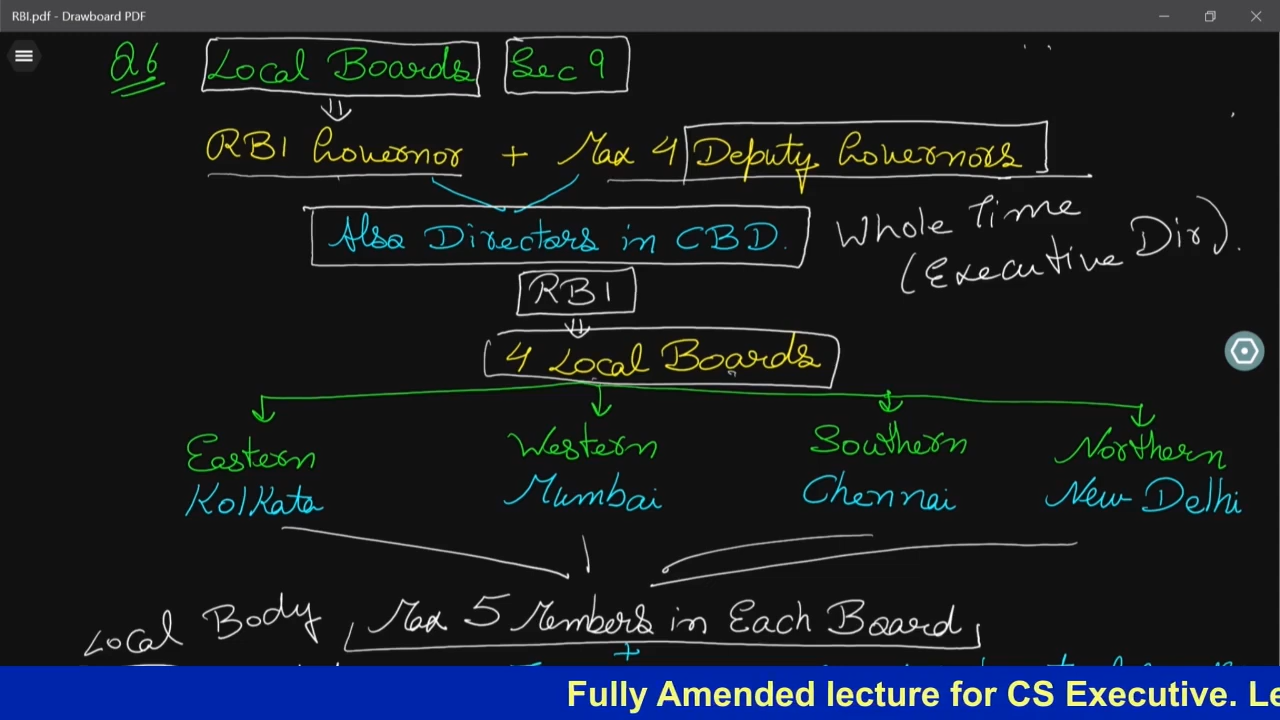 RBI.pdf - Drawboard PDF
Q6 Local Boards Sec 9
RBI Governor + Max 4 Deputy Governors
Also Directors in CBD.
Whole Time
(Executive Dir).
RBI
4 Local Boards
Eastern Western Southern Northern
Kolkata Mumbai Chennai New Delhi
Local Body Max 5 Members in Each Board
+
Fully Amended lecture for CS Executive. Le